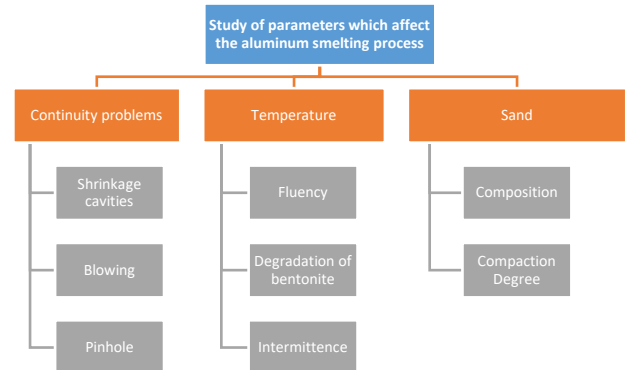 Study of parameters which affect
the aluminum smelting process
Continuity problems
Temperature
Sand
Shrinkage
cavities
Fluency
Composition
Blowing
Degradation of
bentonite
Compaction
Degree
Pinhole
Intermittence